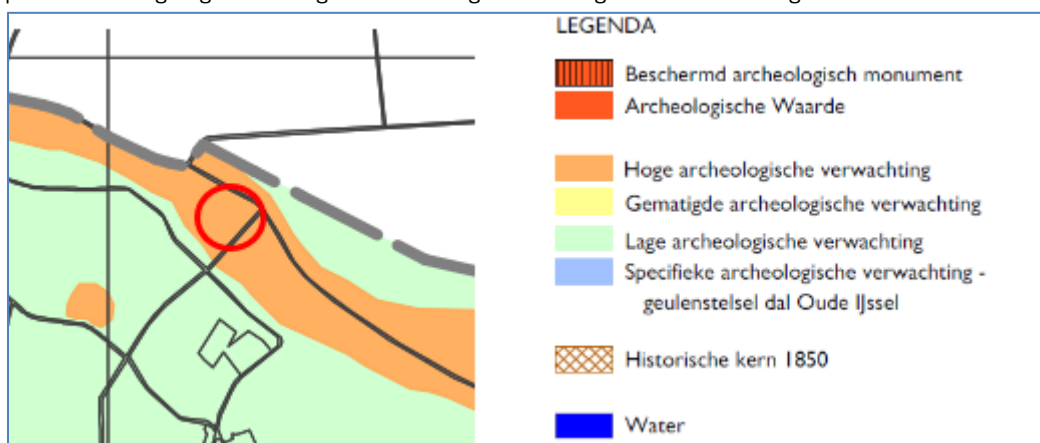 LEGENDA
Beschermd archeologisch monument
Archeologische Waarde
Hoge archeologische verwachting
Gematigde archeologische verwachting
Lage archeologische verwachting
Specifieke archeologische verwachting -
geulenstelsel dal Oude IJssel
Historische kern 1850
Water